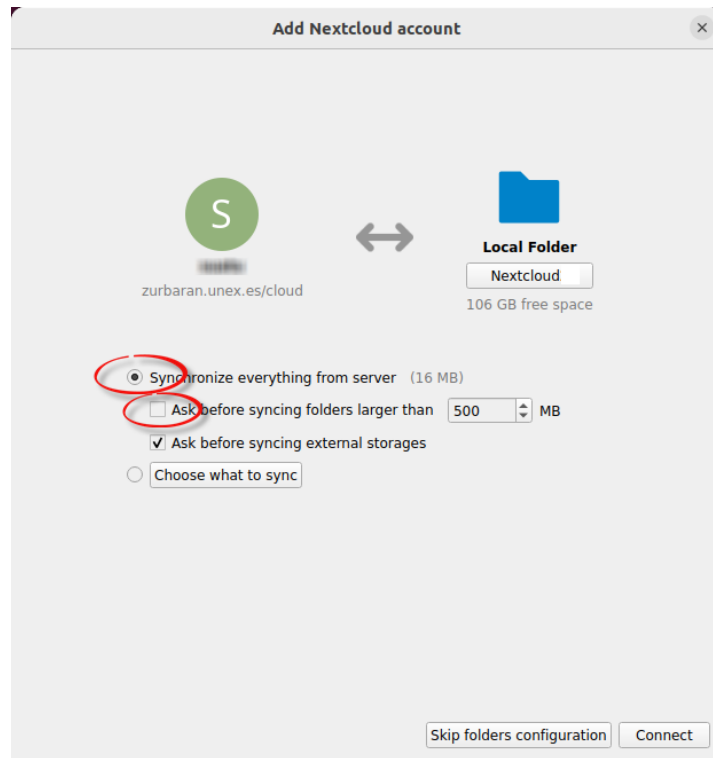 Add Nextcloud account
S
Local Folder
Nextcloud
zurbaran.unex.es/cloud
106 GB free space
Synchronize everything from server (16 MB)
Ask before syncing folders larger than 500 MB
Ask before syncing external storages
Choose what to sync
Skip folders configuration Connect